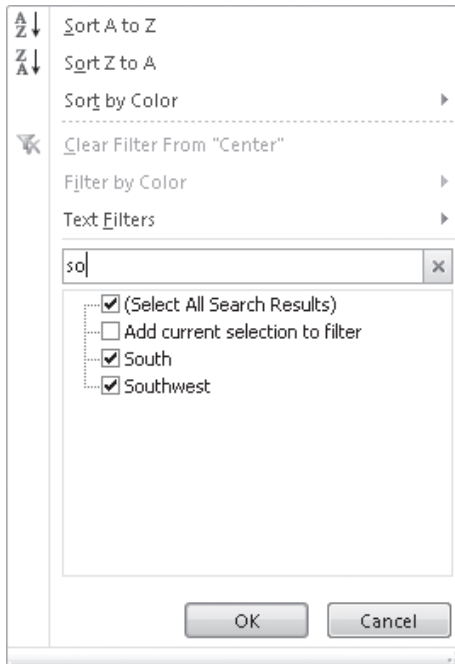 A
Z
Sort A to Z
Z
A
Sort Z to A
Sort by Color
Clear Filter From "Center"
Filter by Color
Text Filters
so
(Select All Search Results)
Add current selection to filter
South
Southwest
OK Cancel